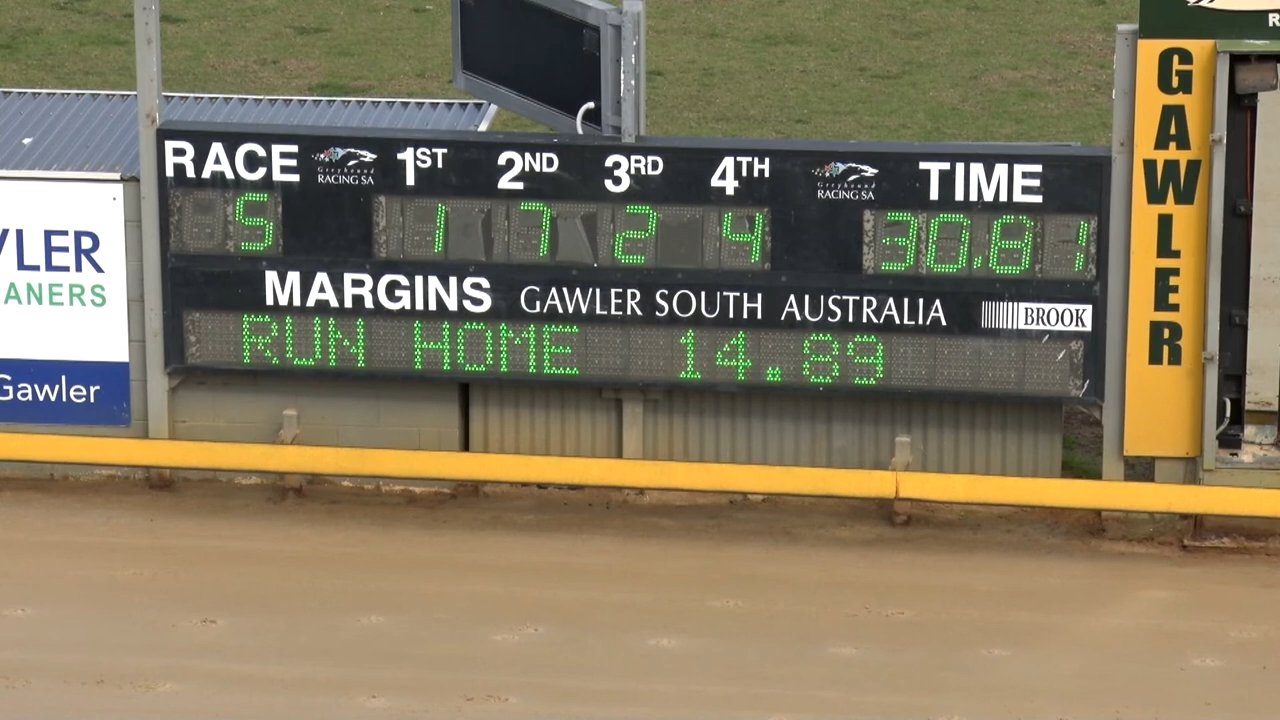 RACE 1ST 2ND 3RD 4TH TIME
Greyhound RACING SA
Greyhound RACING SA
5 1 7 2 4 30.81
MARGINS GAWLER SOUTH AUSTRALIA BROOK
RUN HOME 14.89
GAWLER
R
VLER
ANERS
Gawler